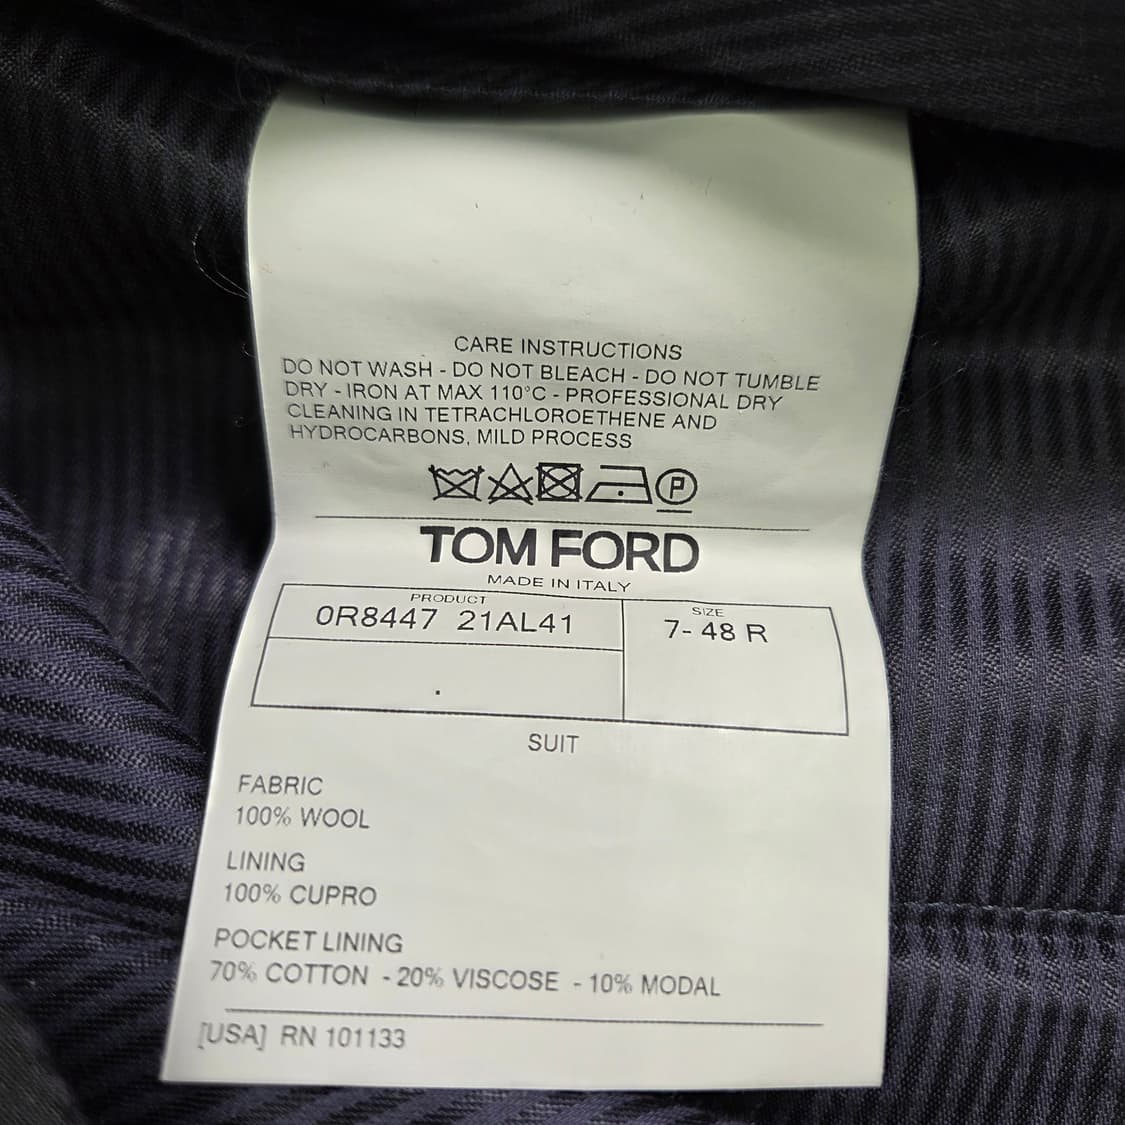 CARE INSTRUCTIONS
DO NOT WASH - DO NOT BLEACH - DO NOT TUMBLE
DRY - IRON AT MAX 110°C - PROFESSIONAL DRY
CLEANING IN TETRACHLOROETHENE AND
HYDROCARBONS, MILD PROCESS
P
TOM FORD
MADE IN ITALY
PRODUCT
0R8447 21AL41
SIZE
7- 48 R
.
SUIT
FABRIC
100% WOOL
LINING
100% CUPRO
POCKET LINING
70% COTTON - 20% VISCOSE - 10% MODAL
[USA] RN 101133